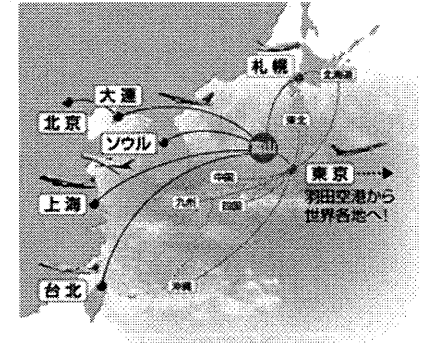 札幌
北海道
大連
北京
東北
ソウル
東京
羽田空港から
世界各地へ!
中国
上海
九州
四国
台北
沖縄